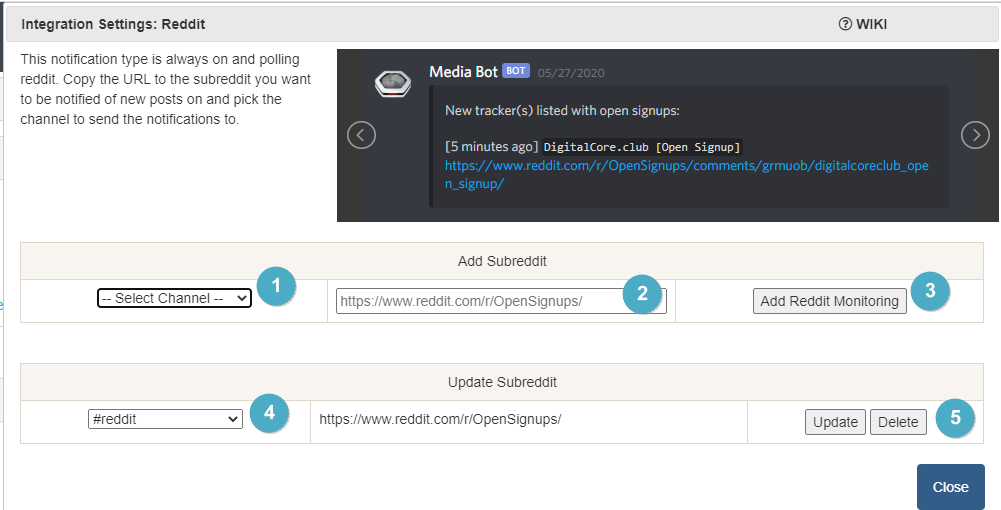 Integration Settings: Reddit
? WIKI
This notification type is always on and polling
reddit. Copy the URL to the subreddit you want
to be notified of new posts on and pick the
channel to send the notifications to.
Media Bot BOT 05/27/2020
New tracker(s) listed with open signups:
[5 minutes ago] DigitalCore.club [Open Signup]
https://www.reddit.com/r/OpenSignups/comments/grmuob/digitalcoreclub_ope
n_signup/
Add Subreddit
-- Select Channel -- 1 https://www.reddit.com/r/OpenSignups/ 2 Add Reddit Monitoring 3
Update Subreddit
#reddit 4 https://www.reddit.com/r/OpenSignups/ Update Delete 5
Close